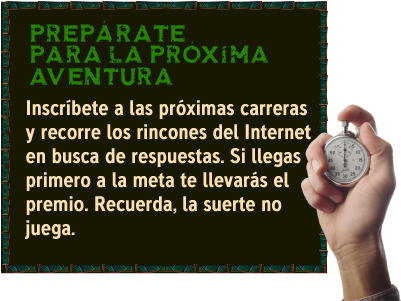 PREPÁRATE
PARA LA PRÓXIMA
AVENTURA
Inscríbete a las próximas carreras
y recorre los rincones del Internet
en busca de respuestas. Si llegas
primero a la meta te llevarás el
premio. Recuerda, la suerte no
juega.